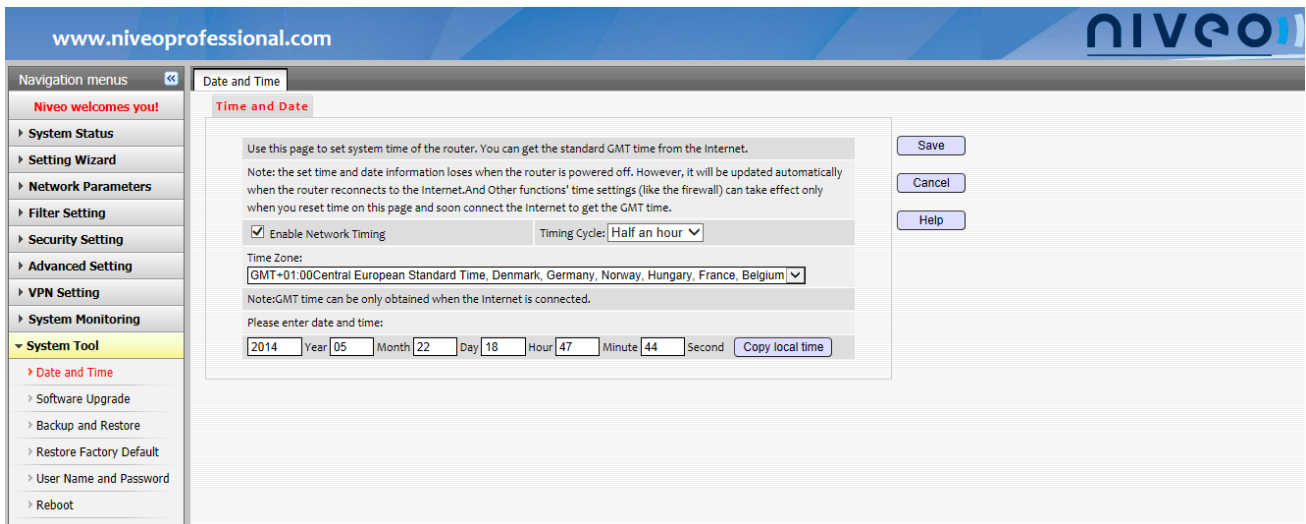 www.niveoprofessional.com
niveo
Navigation menus
Niveo welcomes you!
System Status
Setting Wizard
Network Parameters
Filter Setting
Security Setting
Advanced Setting
VPN Setting
System Monitoring
System Tool
Date and Time
Software Upgrade
Backup and Restore
Restore Factory Default
User Name and Password
Reboot
Date and Time
Time and Date
Use this page to set system time of the router. You can get the standard GMT time from the Internet.
Note: the set time and date information loses when the router is powered off. However, it will be updated automatically
when the router reconnects to the Internet.And Other functions' time settings (like the firewall) can take effect only
when you reset time on this page and soon connect the Internet to get the GMT time.
Enable Network Timing Timing Cycle: Half an hour
Time Zone:
GMT+01:00Central European Standard Time, Denmark, Germany, Norway, Hungary, France, Belgium
Note:GMT time can be only obtained when the Internet is connected.
Please enter date and time:
2014 Year 05 Month 22 Day 18 Hour 47 Minute 44 Second Copy local time
Save
Cancel
Help